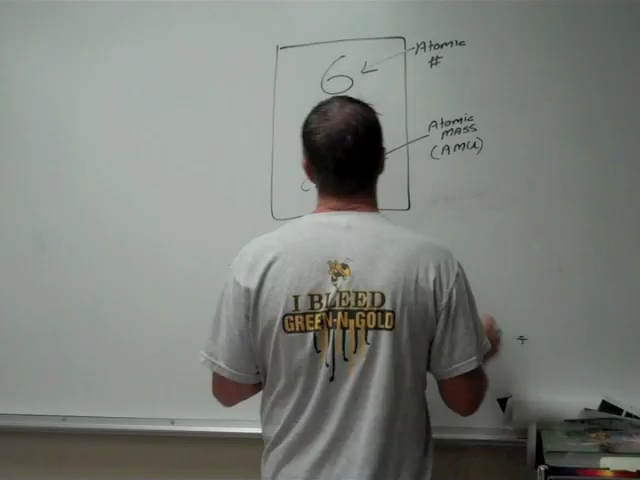 6
Atomic
#
Atomic
MASS
(AMU)
I BLEED
GREEN-N-GOLD